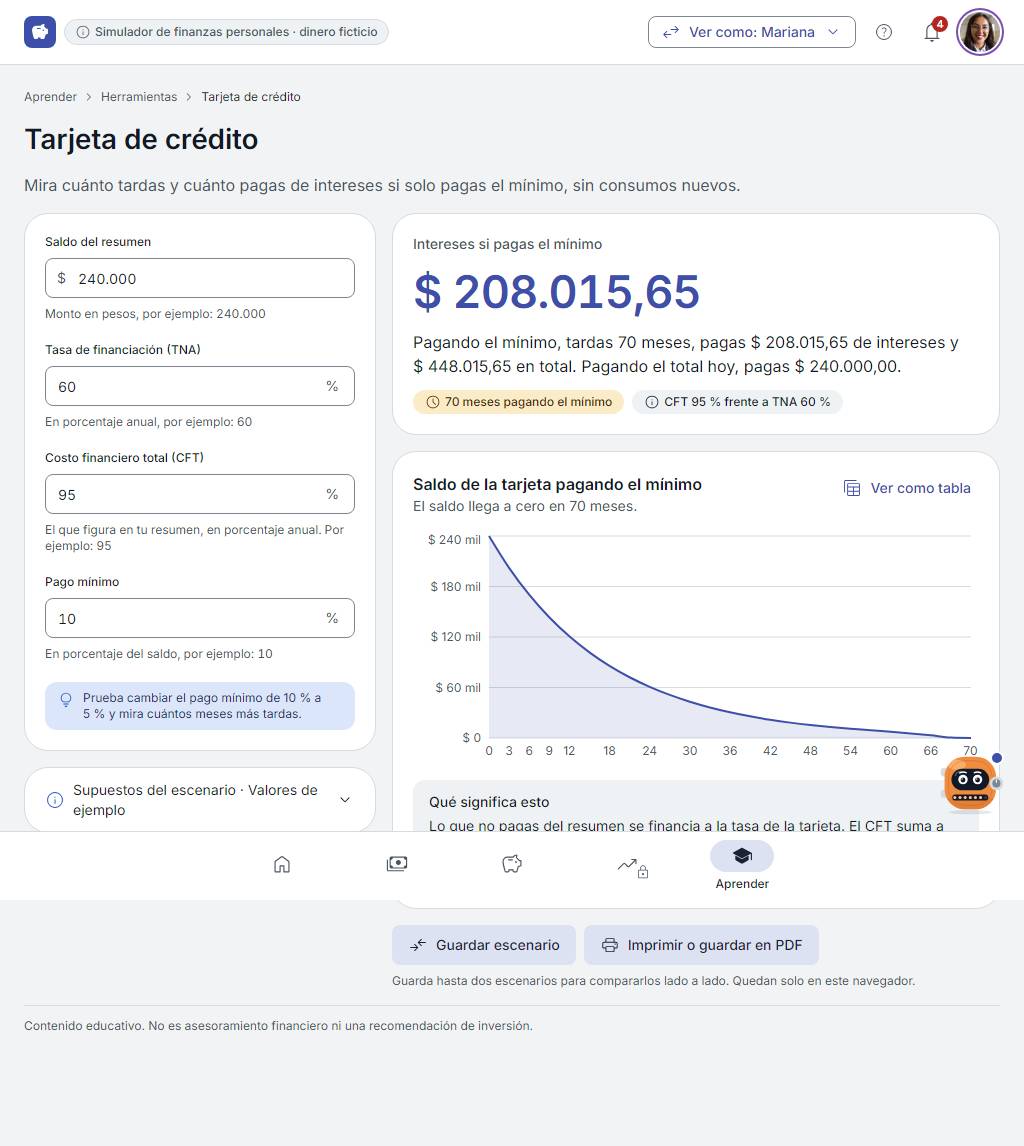 Simulador de finanzas personales · dinero ficticio
Ver como: Mariana
4
Aprender > Herramientas > Tarjeta de crédito
Tarjeta de crédito
Mira cuánto tardas y cuánto pagas de intereses si solo pagas el mínimo, sin consumos nuevos.
Saldo del resumen
$ 240.000
Monto en pesos, por ejemplo: 240.000
Tasa de financiación (TNA)
60 %
En porcentaje anual, por ejemplo: 60
Costo financiero total (CFT)
95 %
El que figura en tu resumen, en porcentaje anual. Por
ejemplo: 95
Pago mínimo
10 %
En porcentaje del saldo, por ejemplo: 10
Prueba cambiar el pago mínimo de 10 % a
5 % y mira cuántos meses más tardas.
Supuestos del escenario · Valores de
ejemplo
Intereses si pagas el mínimo
$ 208.015,65
Pagando el mínimo, tardas 70 meses, pagas $ 208.015,65 de intereses y
$ 448.015,65 en total. Pagando el total hoy, pagas $ 240.000,00.
70 meses pagando el mínimo
CFT 95 % frente a TNA 60 %
Saldo de la tarjeta pagando el mínimo
Ver como tabla
El saldo llega a cero en 70 meses.
$ 240 mil
$ 180 mil
$ 120 mil
$ 60 mil
$ 0
0 3 6 9 12 18 24 30 36 42 48 54 60 66 70
Qué significa esto
Lo que no pagas del resumen se financia a la tasa de la tarjeta. El CFT suma a
Aprender
Guardar escenario
Imprimir o guardar en PDF
Guarda hasta dos escenarios para compararlos lado a lado. Quedan solo en este navegador.
Contenido educativo. No es asesoramiento financiero ni una recomendación de inversión.